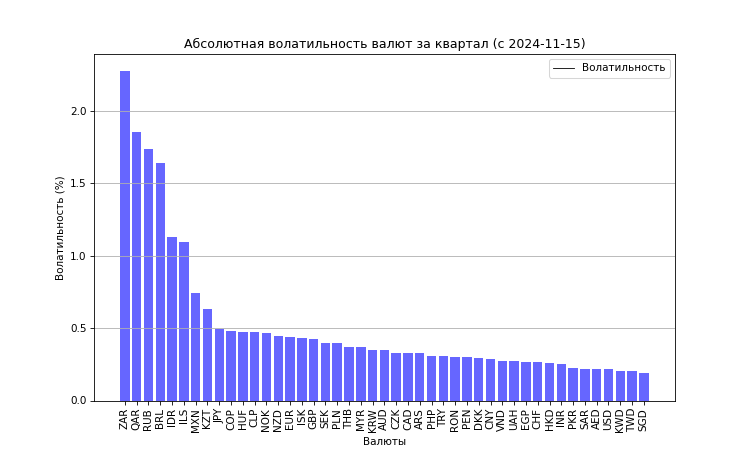 Абсолютная волатильность валют за квартал (с 2024-11-15)
Волатильность
Волатильность (%)
2.0
1.5
1.0
0.5
0.0
ZAR QAR RUB BRL IDR ILS MXN KZT JPY COP HUF CLP NOK NZD EUR ISK GBP SEK PLN THB MYR KRW AUD CZK CAD ARS PHP TRY RON PEN DKK CNY VND UAH EGP CHF HKD INR PKR SAR AED USD KWD TWD SGD
Валюты